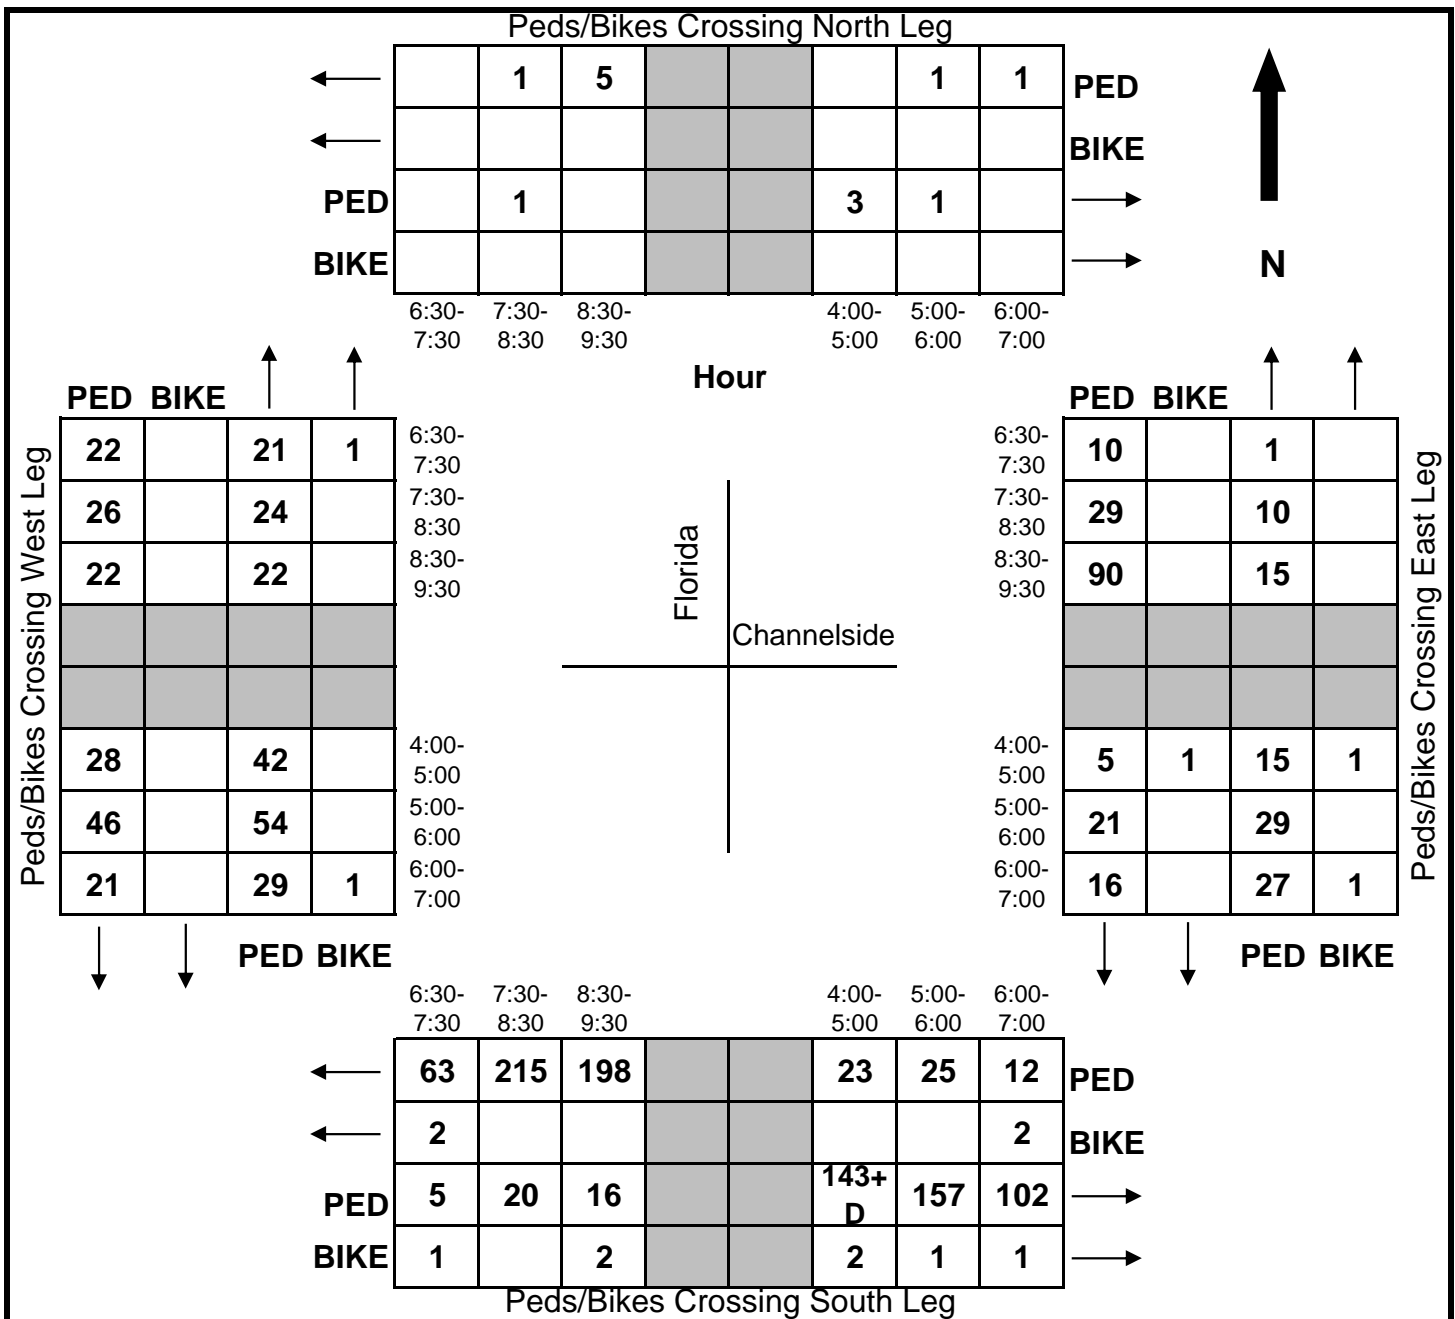 Peds/Bikes Crossing North Leg
1 5 1 1 PED
BIKE
PED 1 3 1
BIKE
N
6:30- 7:30- 8:30- 4:00- 5:00- 6:00-
7:30 8:30 9:30 5:00 6:00 7:00
Hour
PED BIKE
PED BIKE
Peds/Bikes Crossing West Leg
22 21 1
6:30-
7:30
26 24
7:30-
8:30
22 22
8:30-
9:30
28 42
4:00-
5:00
46 54
5:00-
6:00
21 29 1
6:00-
7:00
PED BIKE
Florida
Channelside
6:30-
7:30
10 1
7:30-
8:30
29 10
8:30-
9:30
90 15
4:00-
5:00
5 1 15 1
5:00-
6:00
21 29
6:00-
7:00
16 27 1
PED BIKE
Peds/Bikes Crossing East Leg
6:30- 7:30- 8:30- 4:00- 5:00- 6:00-
7:30 8:30 9:30 5:00 6:00 7:00
63 215 198 23 25 12 PED
2 2 BIKE
PED 5 20 16 143+ 157 102
D
BIKE 1 2 2 1 1
Peds/Bikes Crossing South Leg